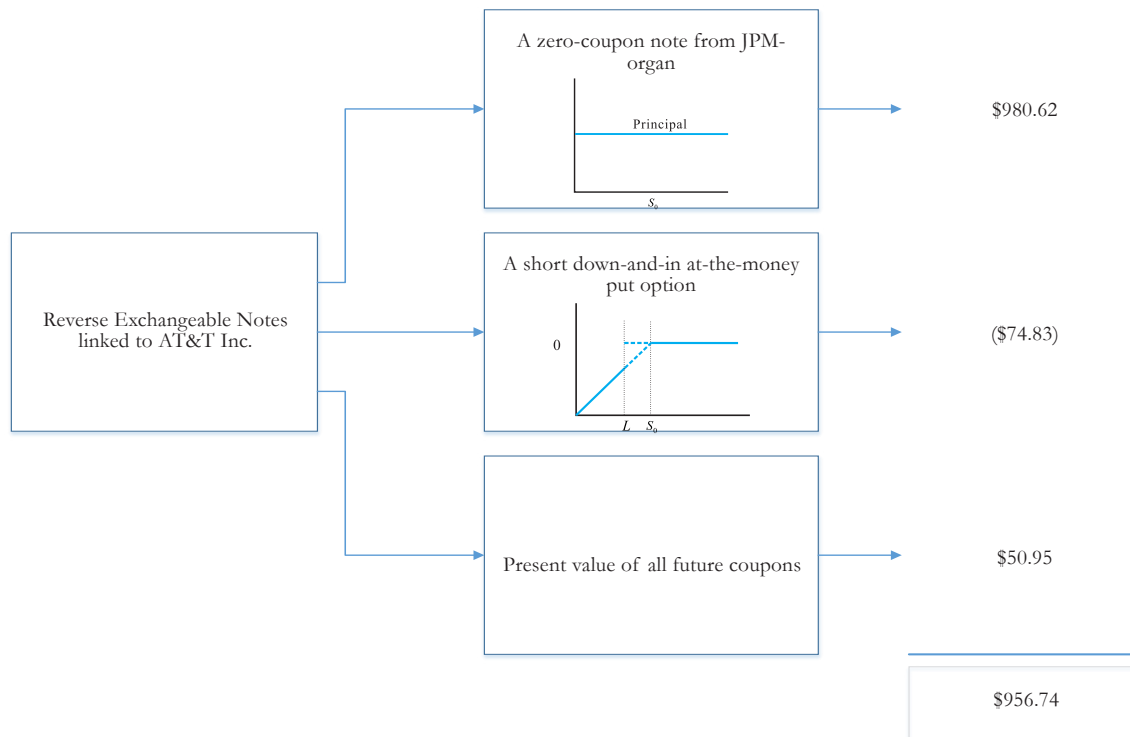 A zero-coupon note from JPM-
organ
Principal
S₀
$980.62
Reverse Exchangeable Notes
linked to AT&T Inc.
A short down-and-in at-the-money
put option
0
L S₀
($74.83)
Present value of all future coupons
$50.95
$956.74